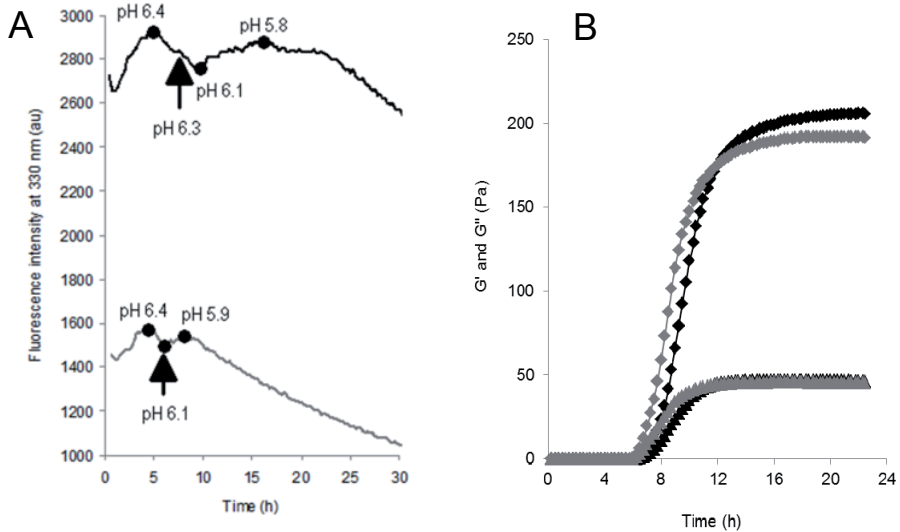 A
Fluorescence intensity at 330 nm (au)
3000
2800
2600
2400
2200
2000
1800
1600
1400
1200
1000
pH 6.4
pH 5.8
pH 6.1
pH 6.3
pH 6.4
pH 5.9
pH 6.1
0 5 10 15 20 25 30
Time (h)
B
G' and G'' (Pa)
250
200
150
100
50
0
0 4 8 12 16 20 24
Time (h)